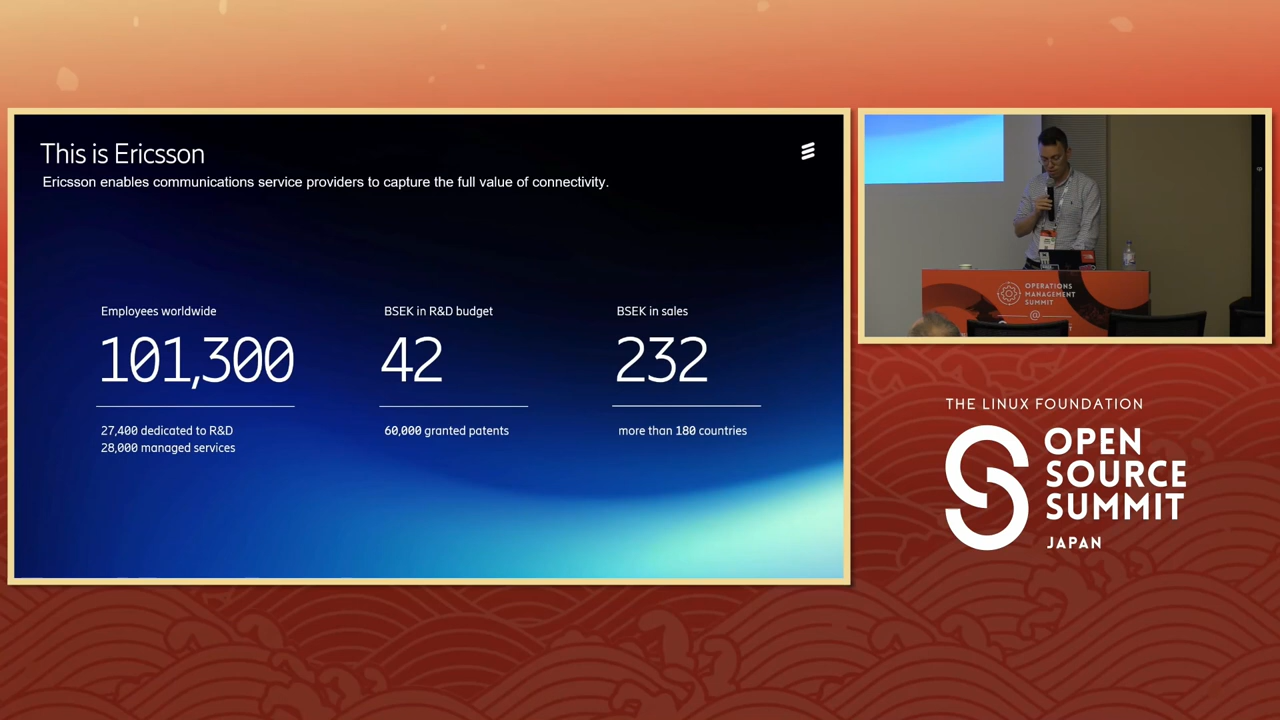 This is Ericsson
Ericsson enables communications service providers to capture the full value of connectivity.
Employees worldwide
101,300
27,400 dedicated to R&D
28,000 managed services
BSEK in R&D budget
42
60,000 granted patents
BSEK in sales
232
more than 180 countries
OPERATIONS
MANAGEMENT
SUMMIT
@
THE LINUX FOUNDATION
OPEN
SOURCE
SUMMIT
JAPAN